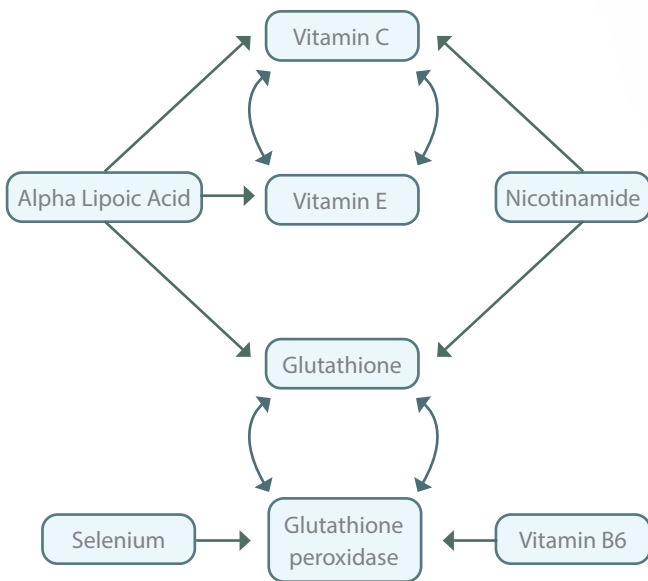 Vitamin C
Alpha Lipoic Acid
Vitamin E
Nicotinamide
Glutathione
Selenium
Glutathione
peroxidase
Vitamin B6